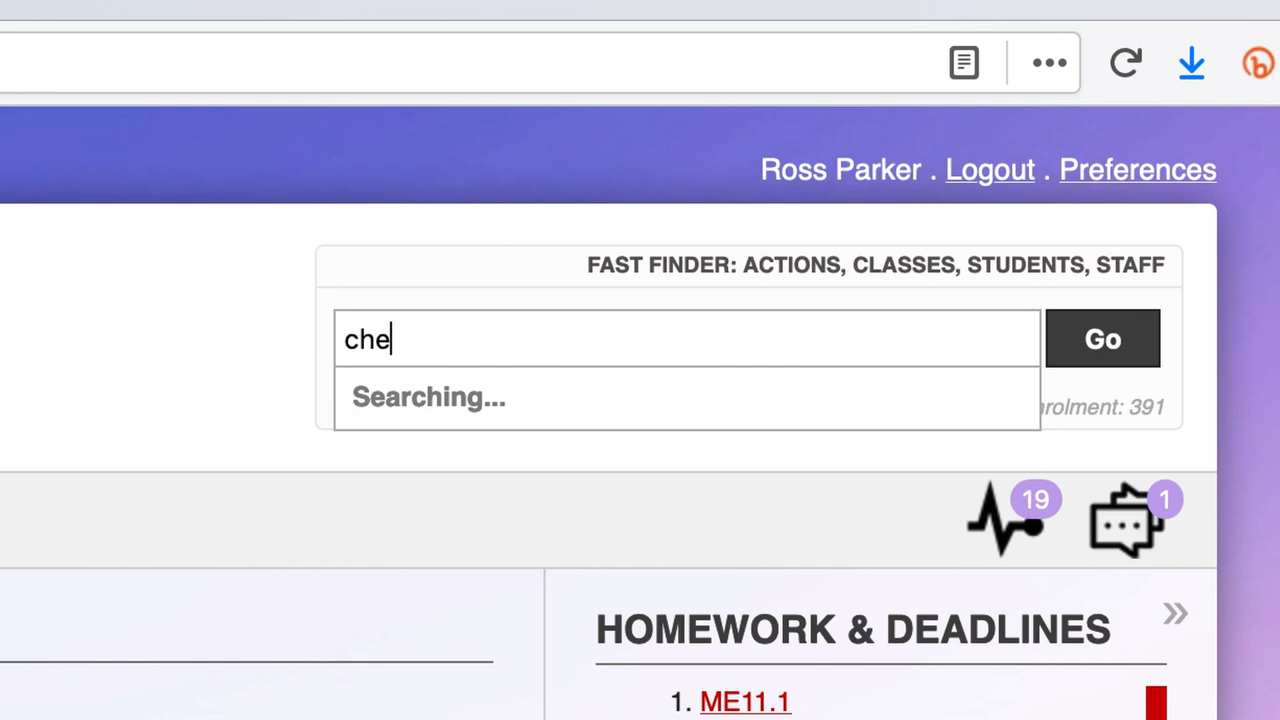 Ross Parker . Logout . Preferences
FAST FINDER: ACTIONS, CLASSES, STUDENTS, STAFF
che
Go
Searching...
391
19
1
HOMEWORK & DEADLINES
1. ME11.1